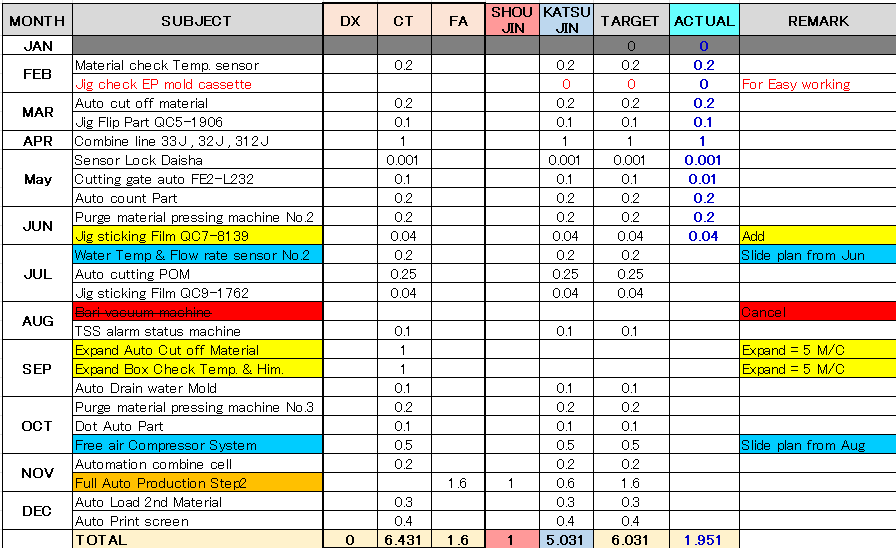 MONTH SUBJECT DX CT FA SHOU JIN KATSU JIN TARGET ACTUAL REMARK
JAN 0 0
FEB Material check Temp. sensor 0.2 0.2 0.2 0.2
Jig check EP mold cassette 0 0 0 For Easy working
MAR Auto cut off material 0.2 0.2 0.2 0.2
Jig Flip Part QC5-1906 0.1 0.1 0.1 0.1
APR Combine line 33J , 32J , 312J 1 1 1 1
May Sensor Lock Daisha 0.001 0.001 0.001 0.001
Cutting gate auto FE2-L232 0.1 0.1 0.1 0.01
Auto count Part 0.2 0.2 0.2 0.2
JUN Purge material pressing machine No.2 0.2 0.2 0.2 0.2
Jig sticking Film QC7-8139 0.04 0.04 0.04 0.04 Add
JUL Water Temp & Flow rate sensor No.2 0.2 0.2 0.2 Slide plan from Jun
Auto cutting POM 0.25 0.25 0.25
Jig sticking Film QC9-1762 0.04 0.04 0.04
AUG Barl vacuum machine Cancel
TSS alarm status machine 0.1 0.1 0.1
SEP Expand Auto Cut off Material 1 Expand = 5 M/C
Expand Box Check Temp. & Him. 1 Expand = 5 M/C
Auto Drain water Mold 0.1 0.1 0.1
OCT Purge material pressing machine No.3 0.2 0.2 0.2
Dot Auto Part 0.1 0.1 0.1
Free air Compressor System 0.5 0.5 0.5 Slide plan from Aug
NOV Automation combine cell 0.2 0.2 0.2
Full Auto Production Step2 1.6 1 0.6 1.6
DEC Auto Load 2nd Material 0.3 0.3 0.3
Auto Print screen 0.4 0.4 0.4
TOTAL 0 6.431 1.6 1 5.031 6.031 1.951